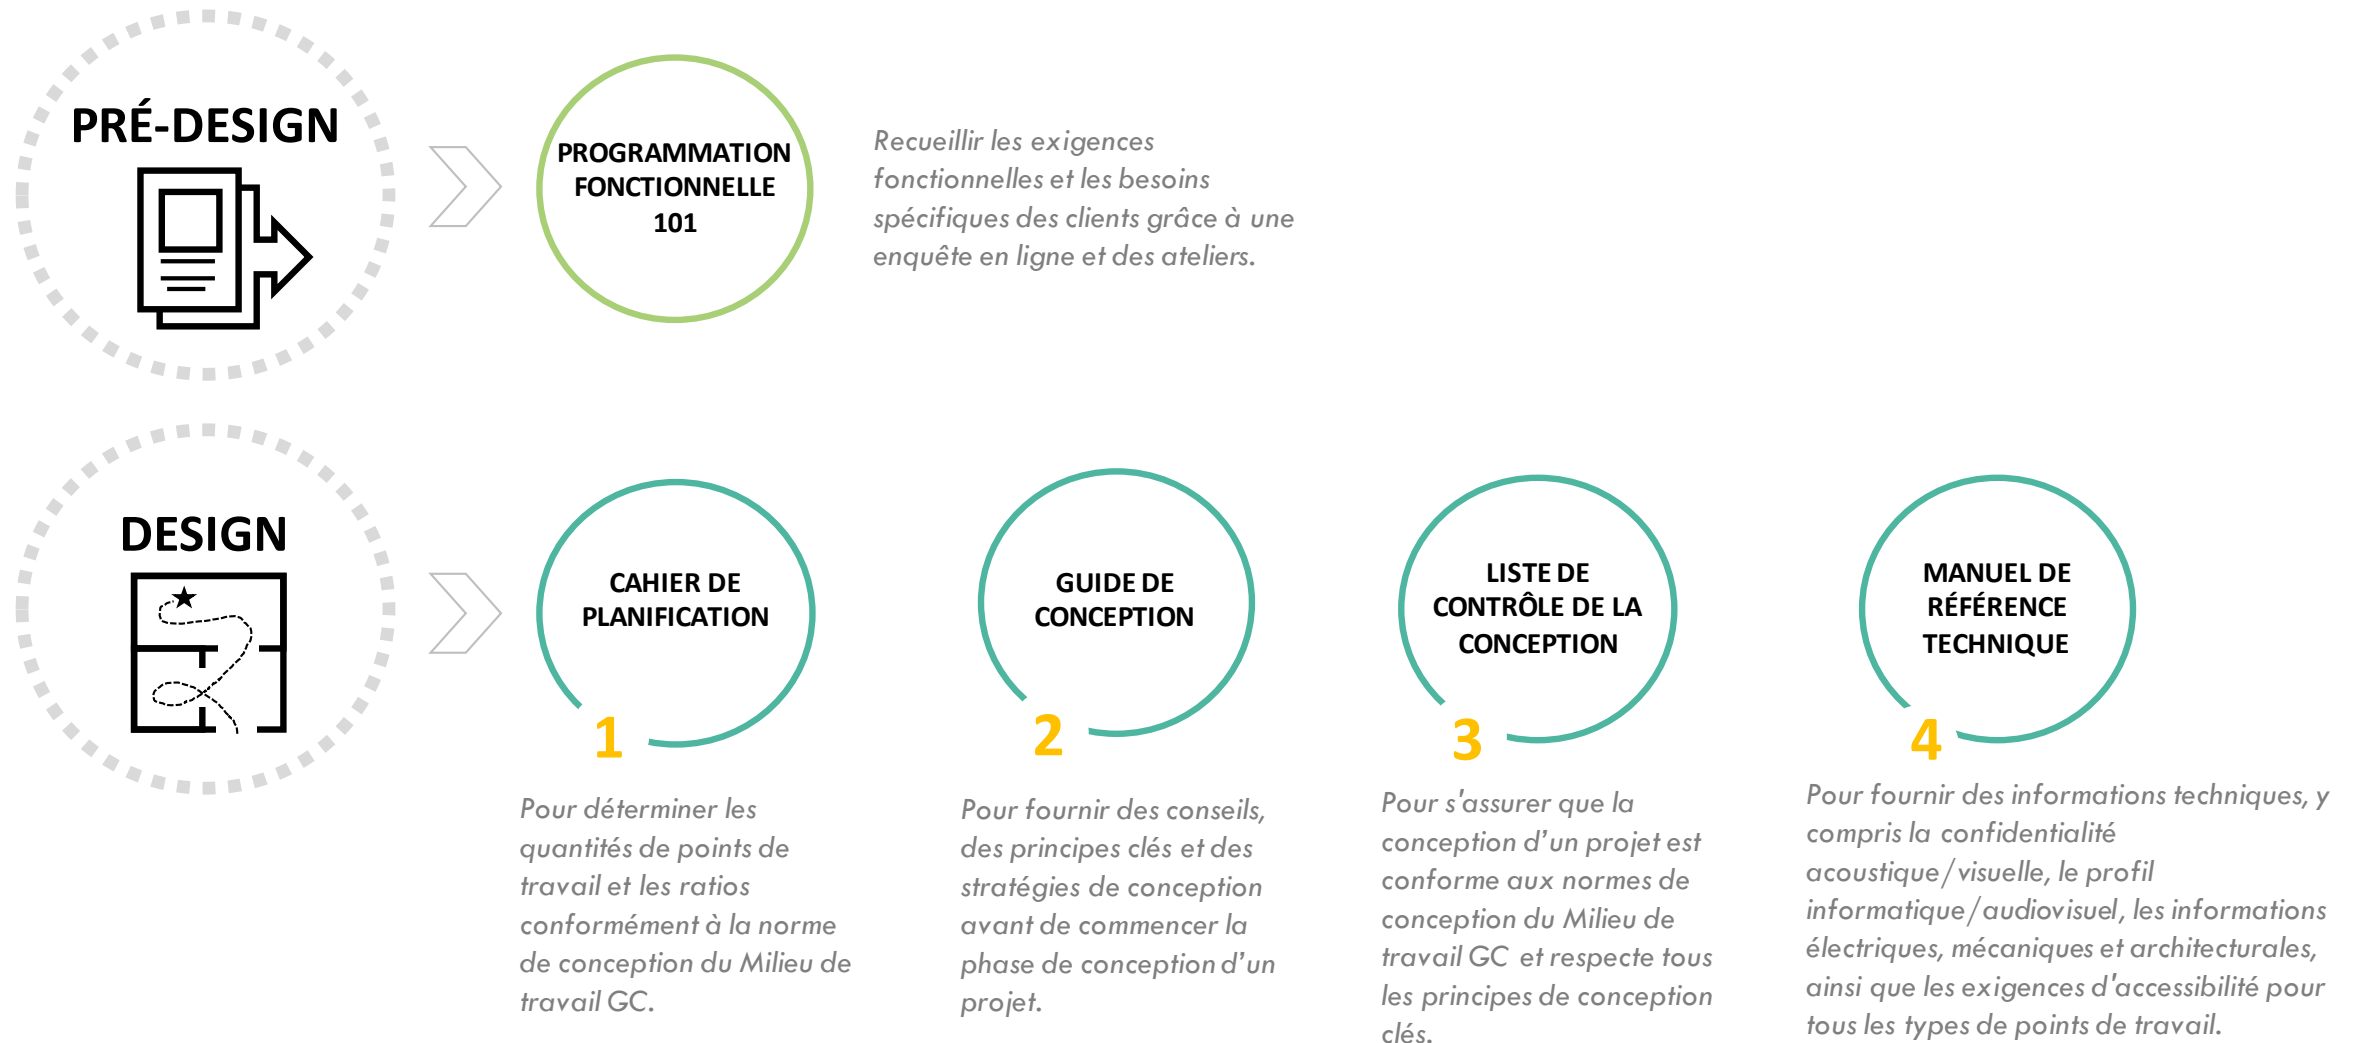 PRÉ-DESIGN
PROGRAMMATION
FONCTIONNELLE
101
Recueillir les exigences
fonctionnelles et les besoins
spécifiques des clients grâce à une
enquête en ligne et des ateliers.
DESIGN
CAHIER DE
PLANIFICATION
1
Pour déterminer les
quantités de points de
travail et les ratios
conformément à la norme
de conception du Milieu de
travail GC.
GUIDE DE
CONCEPTION
2
Pour fournir des conseils,
des principes clés et des
stratégies de conception
avant de commencer la
phase de conception d’un
projet.
LISTE DE
CONTRÔLE DE LA
CONCEPTION
3
Pour s'assurer que la
conception d’un projet est
conforme aux normes de
conception du Milieu de
travail GC et respecte tous
les principes de conception
clés.
MANUEL DE
RÉFÉRENCE
TECHNIQUE
4
Pour fournir des informations techniques, y
compris la confidentialité
acoustique/visuelle, le profil
informatique/audiovisuel, les informations
électriques, mécaniques et architecturales,
ainsi que les exigences d'accessibilité pour
tous les types de points de travail.